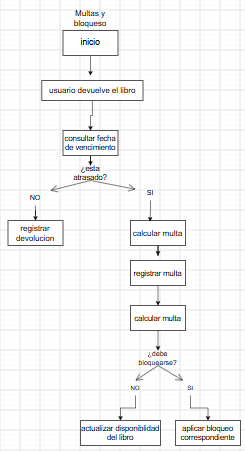 Multas y
bloqueso
inicio
usuario devuelve el libro
consultar fecha
de vencimiento
¿esta
atrasado?
NO
SI
registrar
devolucion
calcular multa
registrar multa
calcular multa
¿debe
bloquearse?
NO
SI
actualizar disponiblidad
del libro
aplicar bloqueo
correspondiente